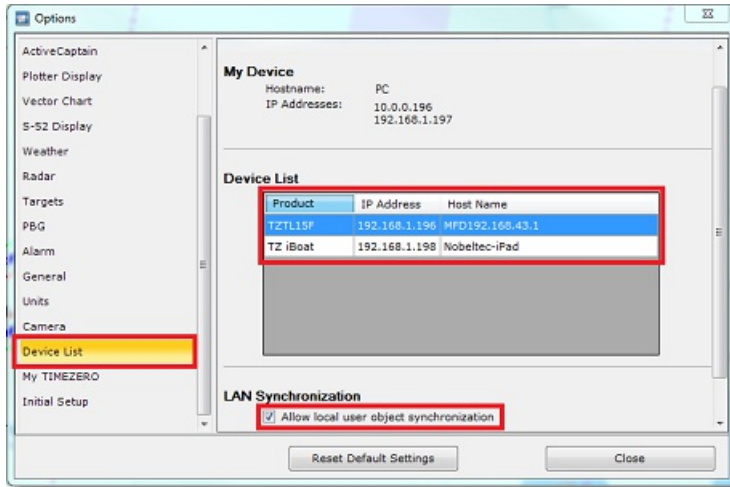 Options
ActiveCaptain
Plotter Display
Vector Chart
S-52 Display
Weather
Radar
Targets
PBG
Alarm
General
Units
Camera
Device List
My TIMEZERO
Initial Setup
My Device
Hostname: PC
IP Addresses: 10.0.0.196
192.168.1.197
Device List
Product IP Address Host Name
TZTL15F 192.168.1.196 MFD192.168.43.1
TZ iBoat 192.168.1.198 Nobeltec-iPad
LAN Synchronization
Allow local user object synchronization
Reset Default Settings Close